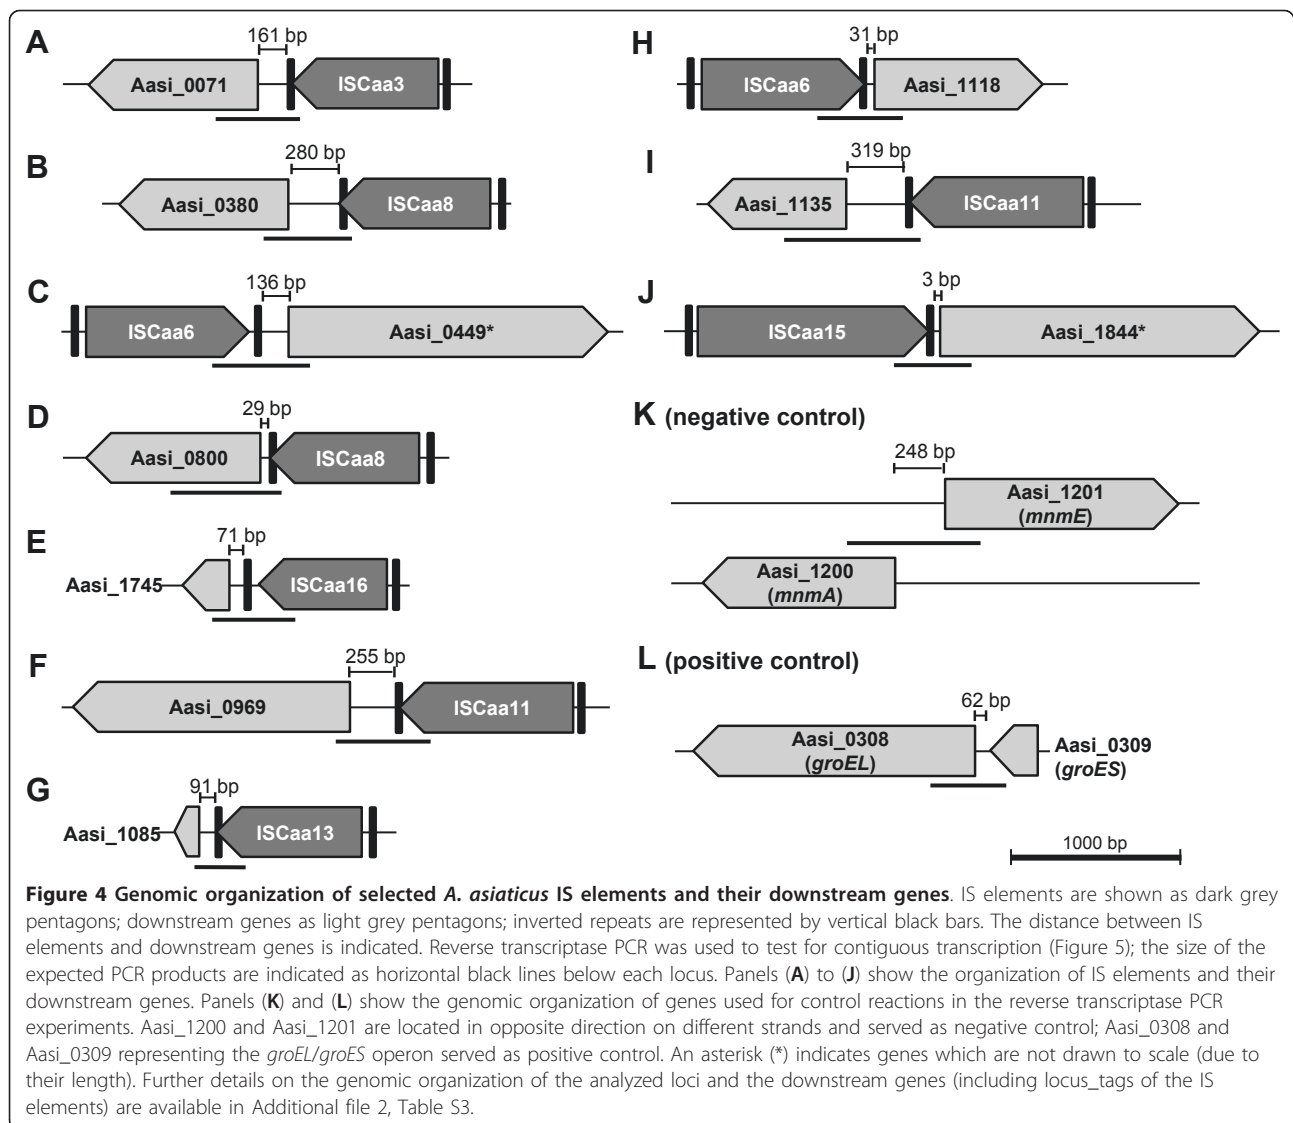 A
161 bp
Aasi_0071
ISCaa3
B
280 bp
Aasi_0380
ISCaa8
C
136 bp
ISCaa6
Aasi_0449*
D
29 bp
Aasi_0800
ISCaa8
E
71 bp
Aasi_1745
ISCaa16
F
255 bp
Aasi_0969
ISCaa11
G
91 bp
Aasi_1085
ISCaa13
H
31 bp
ISCaa6
Aasi_1118
I
319 bp
Aasi_1135
ISCaa11
J
3 bp
ISCaa15
Aasi_1844*
K (negative control)
248 bp
Aasi_1201
(mnmE)
Aasi_1200
(mnmA)
L (positive control)
62 bp
Aasi_0308
(groEL)
Aasi_0309
(groES)
1000 bp
Figure 4 Genomic organization of selected A. asiaticus IS elements and their downstream genes. IS elements are shown as dark grey
pentagons; downstream genes as light grey pentagons; inverted repeats are represented by vertical black bars. The distance between IS
elements and downstream genes is indicated. Reverse transcriptase PCR was used to test for contiguous transcription (Figure 5); the size of the
expected PCR products are indicated as horizontal black lines below each locus. Panels (A) to (J) show the organization of IS elements and their
downstream genes. Panels (K) and (L) show the genomic organization of genes used for control reactions in the reverse transcriptase PCR
experiments. Aasi_1200 and Aasi_1201 are located in opposite direction on different strands and served as negative control; Aasi_0308 and
Aasi_0309 representing the groEL/groES operon served as positive control. An asterisk (*) indicates genes which are not drawn to scale (due to
their length). Further details on the genomic organization of the analyzed loci and the downstream genes (including locus_tags of the IS
elements) are available in Additional file 2, Table S3.